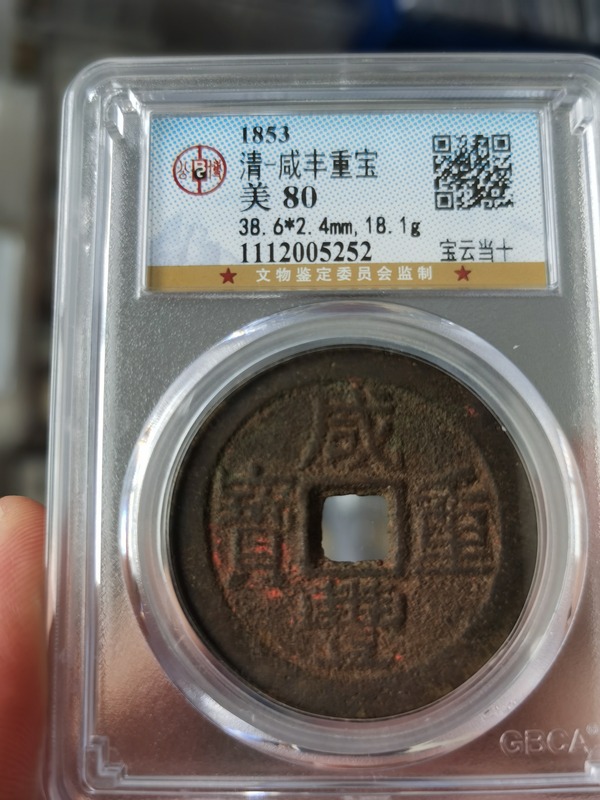 1853
清-咸丰重宝
美 80
38.6*2.4mm,18.1g
1112005252
宝云当十
文物鉴定委员会监制
咸
寶 重
豐
GBCA